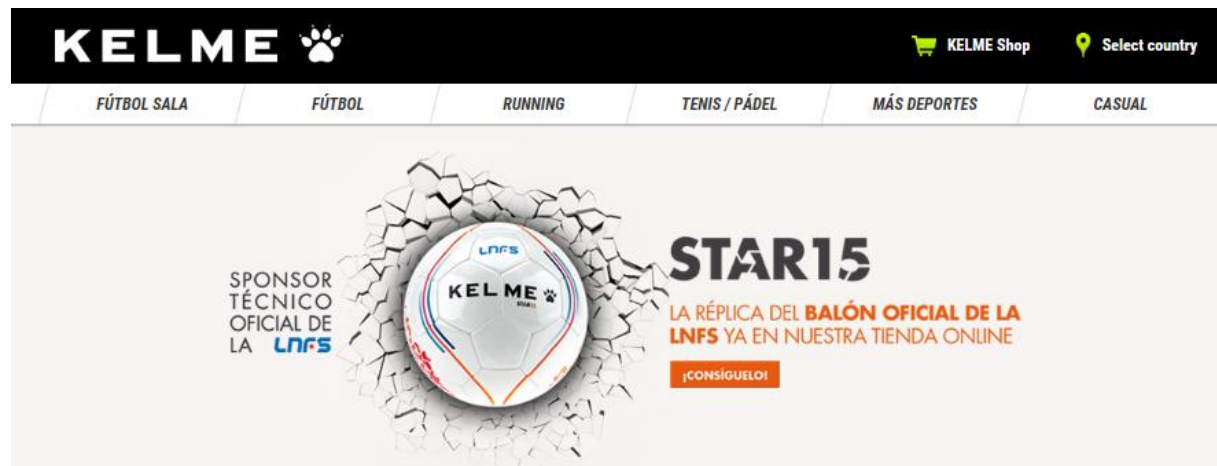 KELME
KELME Shop
Select country
FÚTBOL SALA
FÚTBOL
RUNNING
TENIS / PÁDEL
MÁS DEPORTES
CASUAL
SPONSOR
TÉCNICO
OFICIAL DE
LA LNFS
LNFS
KELME
STAR15
STAR15
LA RÉPLICA DEL BALÓN OFICIAL DE LA
LNFS YA EN NUESTRA TIENDA ONLINE
¡CONSÍGUELO!